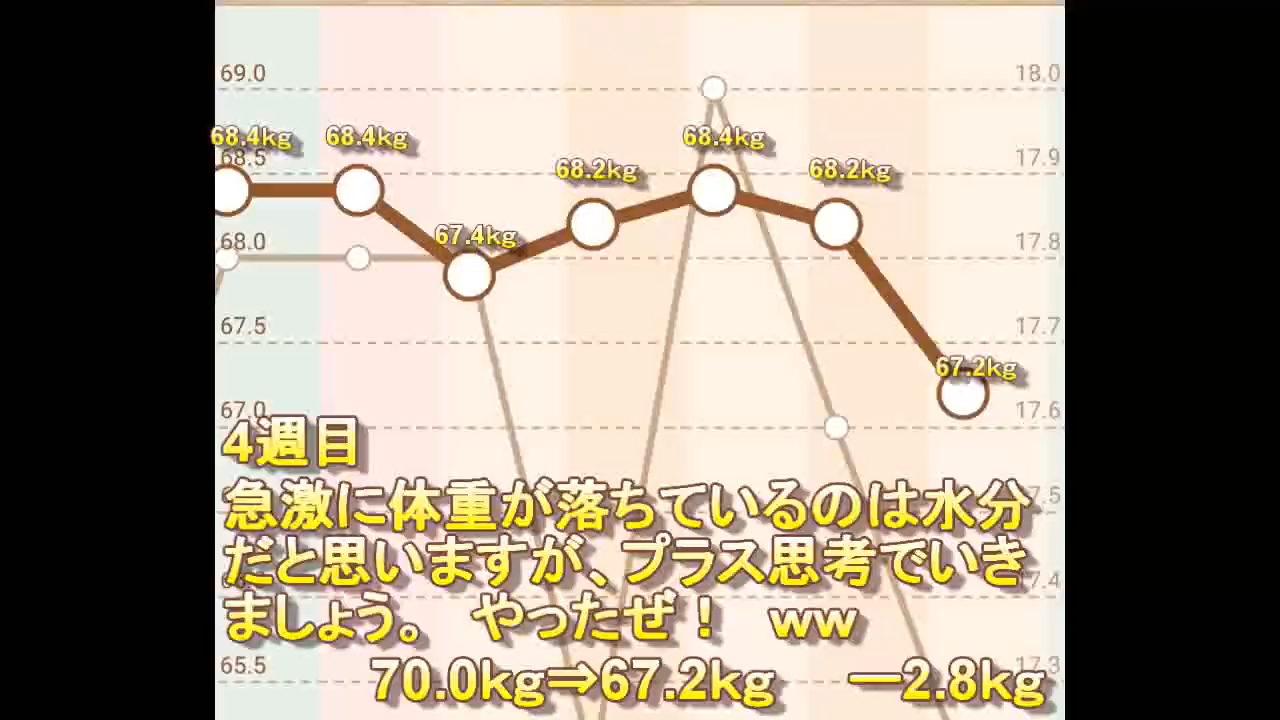 69.0 18.0
68.4kg 68.4kg 68.4kg
68.5 17.9
68.2kg 68.2kg
67.4kg
68.0 17.8
67.5 17.7
67.2kg
67.0 17.6
4週目
急激に体重が落ちているのは水分
だと思いますが、プラス思考でいき
ましょう。 やったぜ! ww
17.4
65.5 17.3
70.0kg⇒67.2kg ー2.8kg